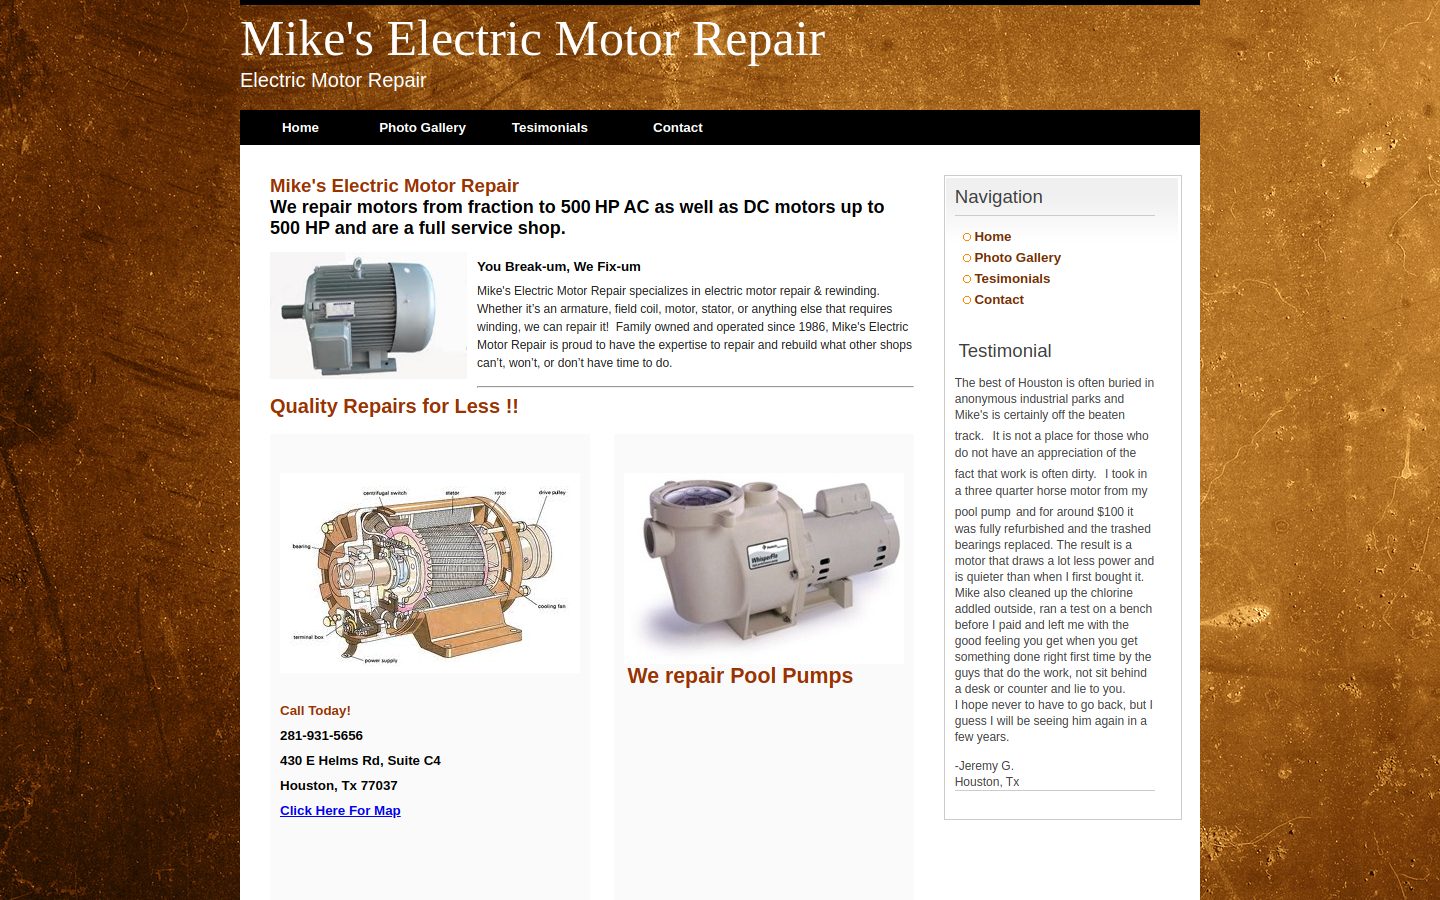 Mike's Electric Motor Repair
Electric Motor Repair
Home Photo Gallery Tesimonials Contact
Mike's Electric Motor Repair
We repair motors from fraction to 500 HP AC as well as DC motors up to
500 HP and are a full service shop.
You Break-um, We Fix-um
Mike's Electric Motor Repair specializes in electric motor repair & rewinding.
Whether it’s an armature, field coil, motor, stator, or anything else that requires
winding, we can repair it!  Family owned and operated since 1986, Mike's Electric
Motor Repair is proud to have the expertise to repair and rebuild what other shops
can’t, won’t, or don’t have time to do.
Quality Repairs for Less !!
centrifugal switch
stator
rotor
drive pulley
bearing
cooling fan
terminal box
power supply
Call Today!
281-931-5656
430 E Helms Rd, Suite C4
Houston, Tx 77037
Click Here For Map
WhisperFlo
We repair Pool Pumps
Navigation
Home
Photo Gallery
Tesimonials
Contact
Testimonial
The best of Houston is often buried in
anonymous industrial parks and
Mike's is certainly off the beaten
track.  It is not a place for those who
do not have an appreciation of the
fact that work is often dirty.  I took in
a three quarter horse motor from my
pool pump and for around $100 it
was fully refurbished and the trashed
bearings replaced. The result is a
motor that draws a lot less power and
is quieter than when I first bought it.
Mike also cleaned up the chlorine
addled outside, ran a test on a bench
before I paid and left me with the
good feeling you get when you get
something done right first time by the
guys that do the work, not sit behind
a desk or counter and lie to you.
I hope never to have to go back, but I
guess I will be seeing him again in a
few years.
-Jeremy G.
Houston, Tx